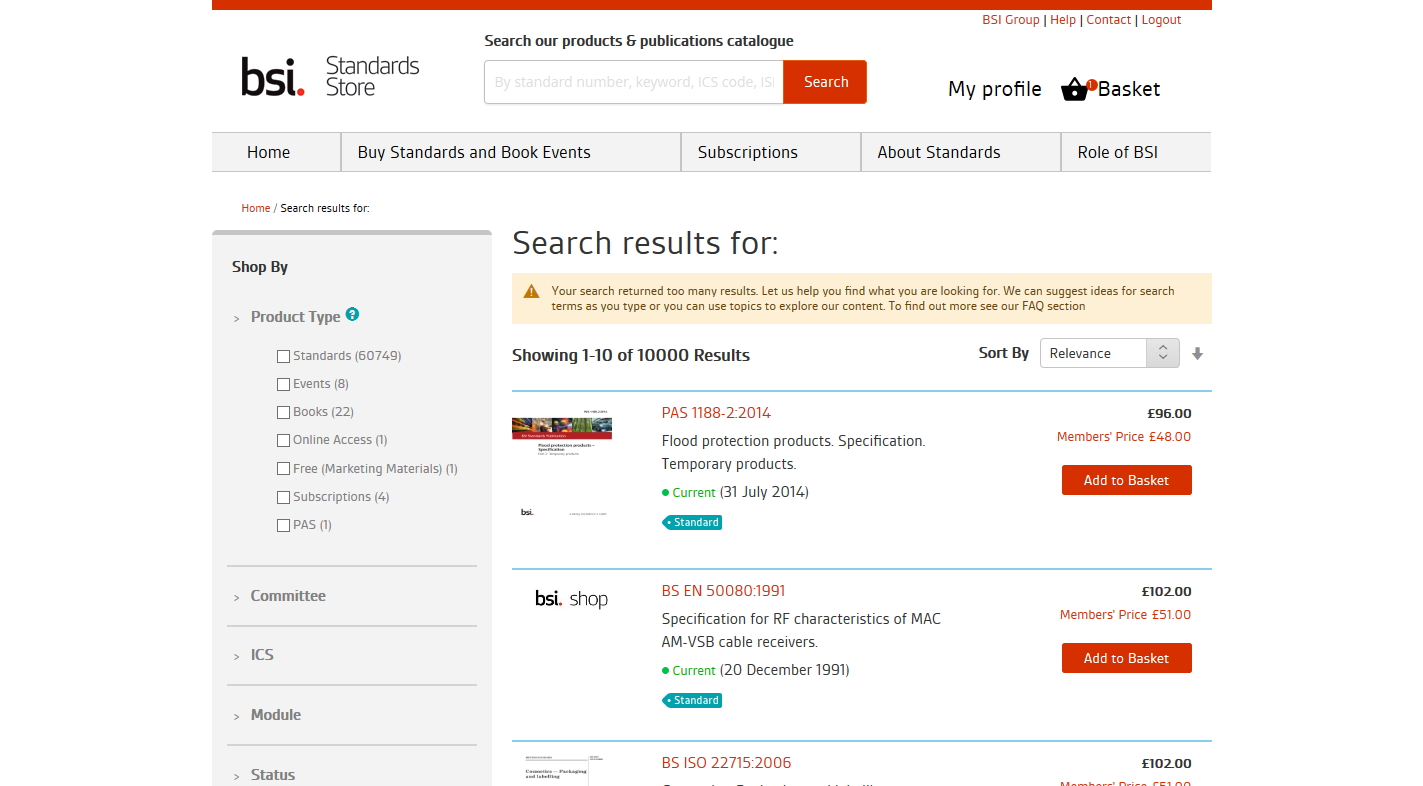 BSI Group | Help | Contact | Logout
Search our products & publications catalogue
bsi. Standards Store
By standard number, keyword, ICS code, ISI
Search
My profile
1
Basket
Home
Buy Standards and Book Events
Subscriptions
About Standards
Role of BSI
Home / Search results for:
Shop By
> Product Type ?
Standards (60749)
Events (8)
Books (22)
Online Access (1)
Free (Marketing Materials) (1)
Subscriptions (4)
PAS (1)
> Committee
> ICS
> Module
> Status
Search results for:
Your search returned too many results. Let us help you find what you are looking for. We can suggest ideas for search
terms as you type or you can use topics to explore our content. To find out more see our FAQ section
Showing 1-10 of 10000 Results
Sort By
Relevance
Flood protection products —
Specification
bsi.
PAS 1188-2:2014
Flood protection products. Specification.
Temporary products.
Current (31 July 2014)
Standard
£96.00
Members' Price £48.00
Add to Basket
bsi. shop
BS EN 50080:1991
Specification for RF characteristics of MAC
AM-VSB cable receivers.
Current (20 December 1991)
Standard
£102.00
Members' Price £51.00
Add to Basket
Cosmetics — Packaging
and labelling
BS ISO 22715:2006
£102.00
Members' Price £51.00